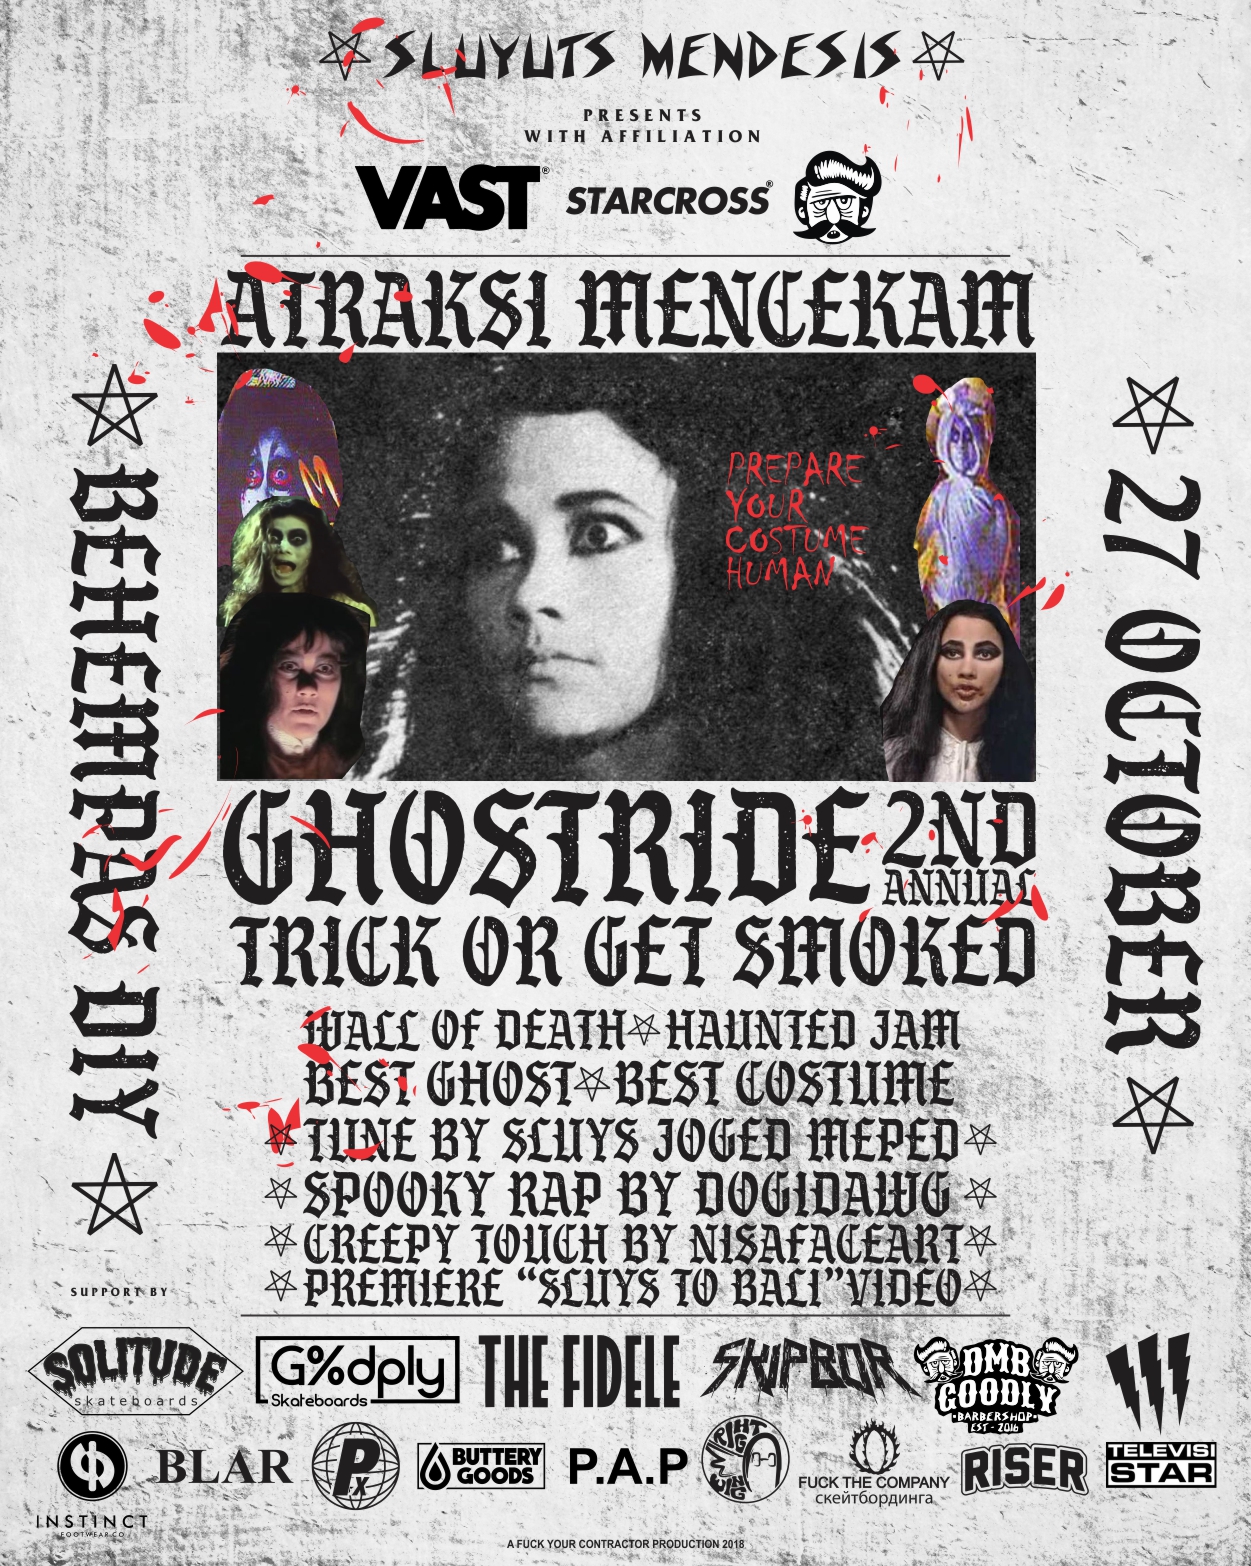 SLUYUTS MENDESIS
PRESENTS
WITH AFFILIATION
VAST®
STARCROSS®
ATRAKSI MENCEKAM
PREPARE
YOUR
COSTUME
HUMAN
BEHEMPAS DIY
27 OCTOBER
GHOSTRIDE 2ND
ANNUAL
TRICK OR GET SMOKED
WALL OF DEATH HAUNTED JAM
BEST GHOST BEST COSTUME
TUNE BY SLUYS JOGED MEPED
SPOOKY RAP BY DOGIDAWG
CREEPY TOUCH BY NISAFACEART
PREMIERE “SLUYS TO BALI” VIDEO
SUPPORT BY
SOLITUDE
skateboards
G%dply
Skateboards
THE FIDELE
SKIPBOR
DMB
GOODLY
BARBERSHOP
EST - 2016
INSTINCT
FOOTWEAR.CO
BLAR
Px
BUTTERY
GOODS
P.A.P
RIGHT
WING
FUCK THE COMPANY
скейтбординга
RISER
TELEVISI
STAR
A FUCK YOUR CONTRACTOR PRODUCTION 2018